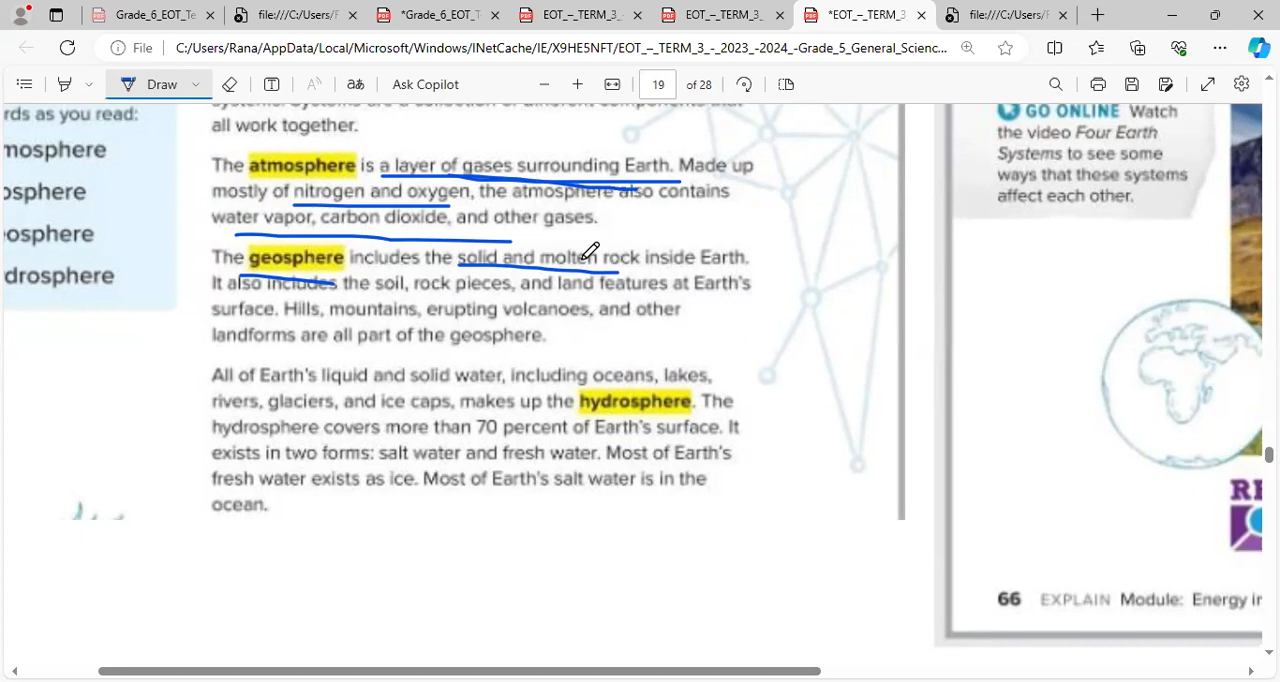 Grade_6_EOT_Te
file:///C:/Users/F
*Grade_6_EOT_T
EOT_–_TERM_3_-
EOT_–_TERM_3_
*EOT_–_TERM_3
file:///C:/Users/F
File
C:/Users/Rana/AppData/Local/Microsoft/Windows/INetCache/IE/X9HE5NFT/EOT_–_TERM_3_-_2023_-2024_-Grade_5_General_Scienc...
Draw
Ask Copilot
19 of 28
rds as you read:
mosphere
osphere
eosphere
drosphere
systems. Systems are a collection of different components that
all work together.
The atmosphere is a layer of gases surrounding Earth. Made up
mostly of nitrogen and oxygen, the atmosphere also contains
water vapor, carbon dioxide, and other gases.
The geosphere includes the solid and molten rock inside Earth.
It also includes the soil, rock pieces, and land features at Earth's
surface. Hills, mountains, erupting volcanoes, and other
landforms are all part of the geosphere.
All of Earth's liquid and solid water, including oceans, lakes,
rivers, glaciers, and ice caps, makes up the hydrosphere. The
hydrosphere covers more than 70 percent of Earth's surface. It
exists in two forms: salt water and fresh water. Most of Earth's
fresh water exists as ice. Most of Earth's salt water is in the
ocean.
GO ONLINE Watch
the video Four Earth
Systems to see some
ways that these systems
affect each other.
RE
66 EXPLAIN Module: Energy in